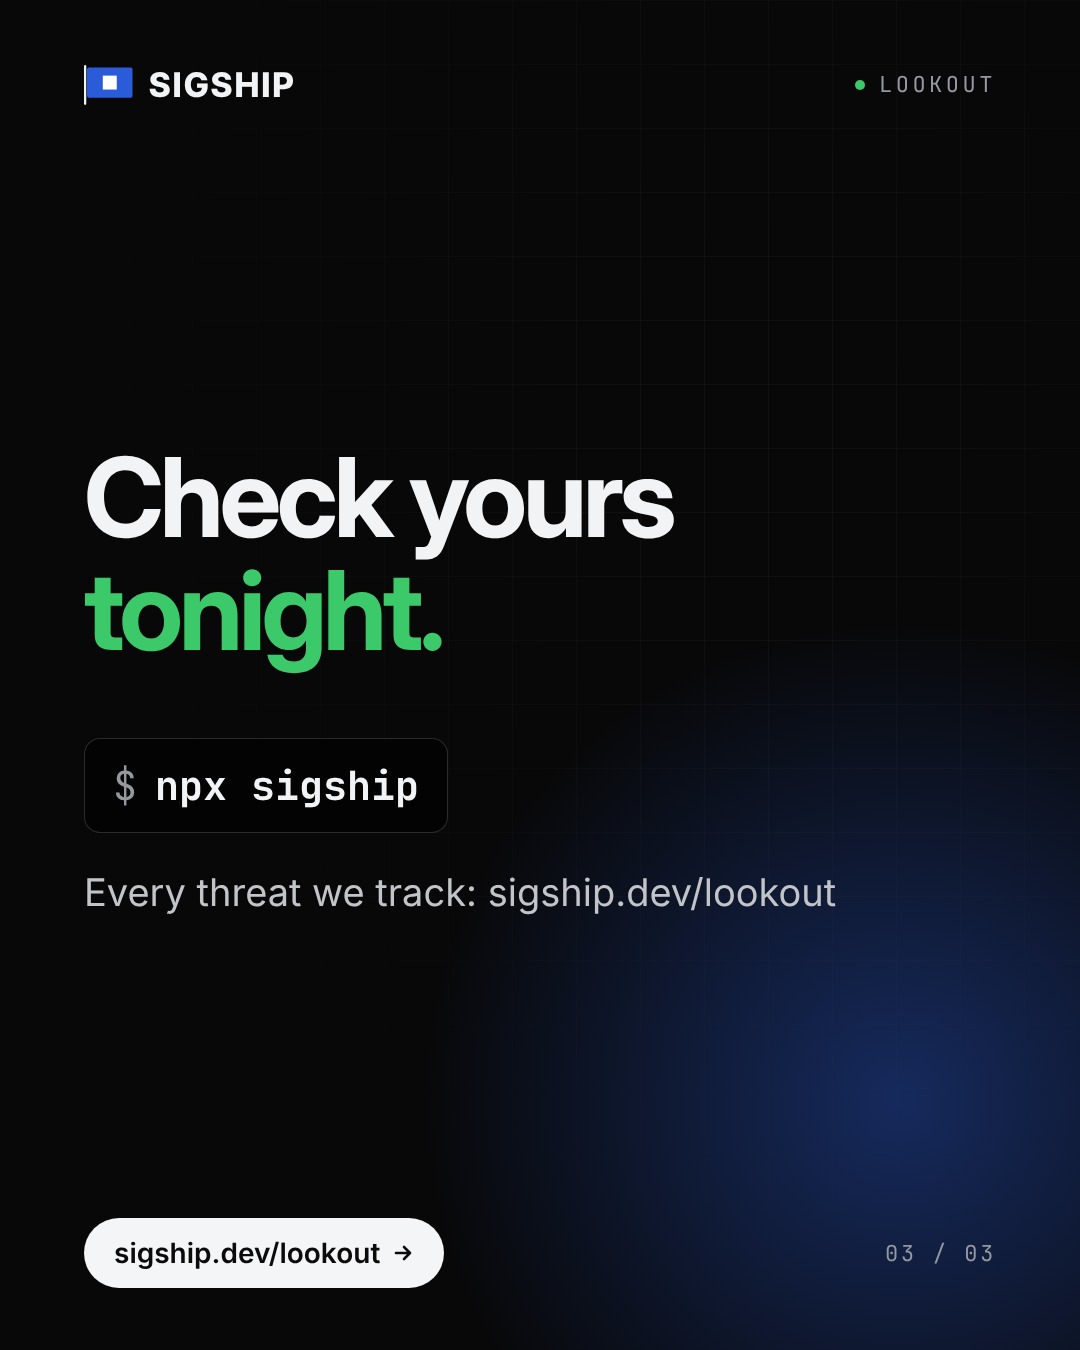 SIGSHIP
LOOKOUT
Check yours
tonight.
$ npx sigship
Every threat we track: sigship.dev/lookout
sigship.dev/lookout →
03 / 03